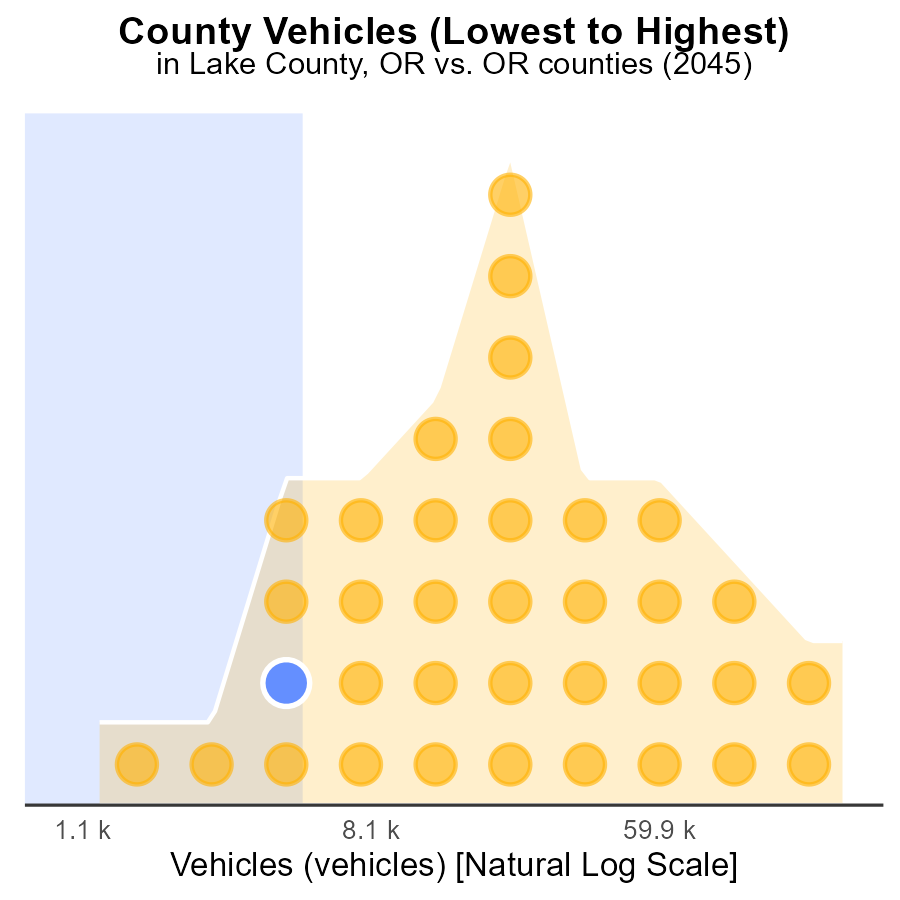 County Vehicles (Lowest to Highest)
in Lake County, OR vs. OR counties (2045)
1.1 k
8.1 k
59.9 k
Vehicles (vehicles) [Natural Log Scale]